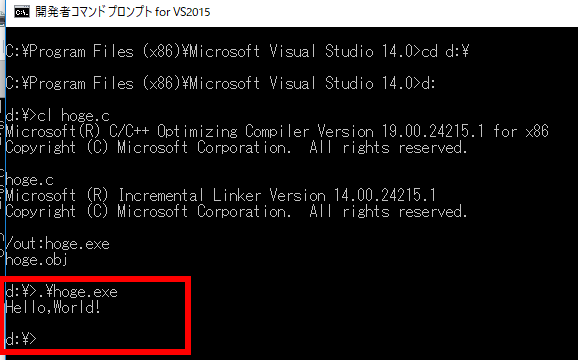 開発者コマンド プロンプト for VS2015
C:¥Program Files (x86)¥Microsoft Visual Studio 14.0>cd d:¥
C:¥Program Files (x86)¥Microsoft Visual Studio 14.0>d:
d:¥>cl hoge.c
Microsoft(R) C/C++ Optimizing Compiler Version 19.00.24215.1 for x86
Copyright (C) Microsoft Corporation.  All rights reserved.
hoge.c
Microsoft (R) Incremental Linker Version 14.00.24215.1
Copyright (C) Microsoft Corporation.  All rights reserved.
/out:hoge.exe
hoge.obj
d:¥>.¥hoge.exe
Hello,World!
d:¥>